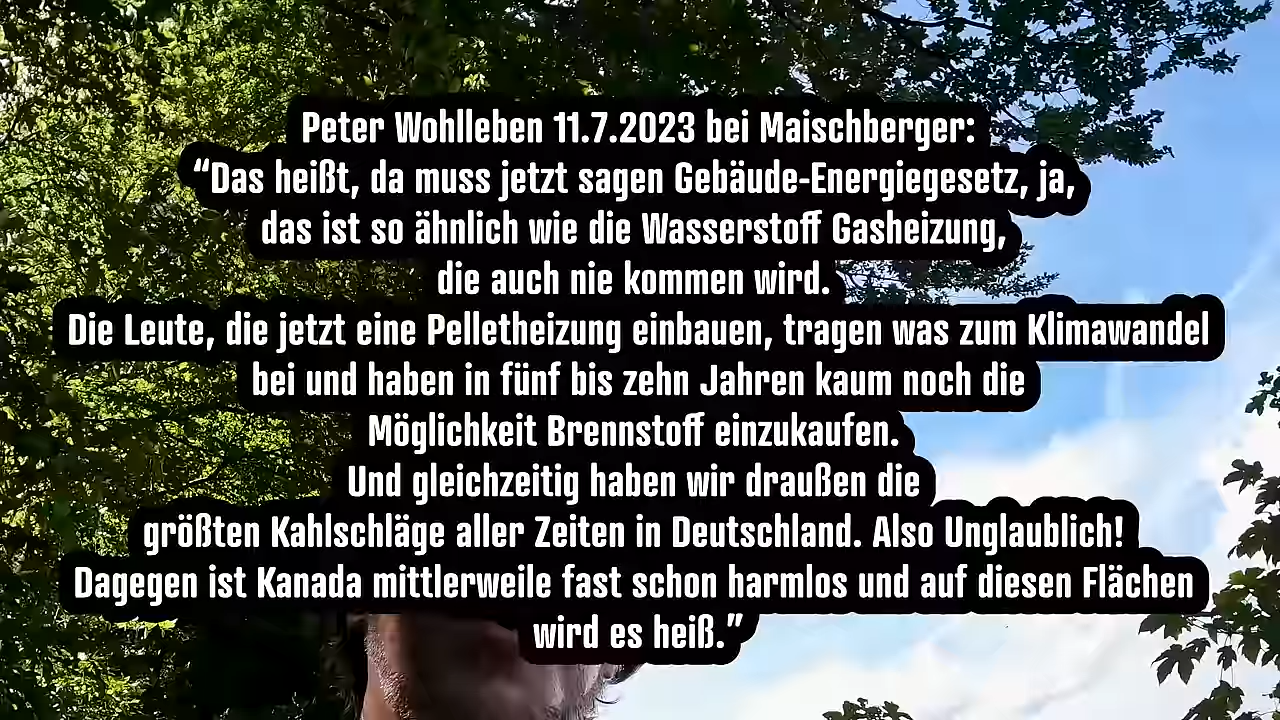 Peter Wohlleben 11.7.2023 bei Maischberger:
“Das heißt, da muss jetzt sagen Gebäude-Energiegesetz, ja,
das ist so ähnlich wie die Wasserstoff Gasheizung,
die auch nie kommen wird.
Die Leute, die jetzt eine Pelletheizung einbauen, tragen was zum Klimawandel
bei und haben in fünf bis zehn Jahren kaum noch die
Möglichkeit Brennstoff einzukaufen.
Und gleichzeitig haben wir draußen die
größten Kahlschläge aller Zeiten in Deutschland. Also Unglaublich!
Dagegen ist Kanada mittlerweile fast schon harmlos und auf diesen Flächen
wird es heiß.”